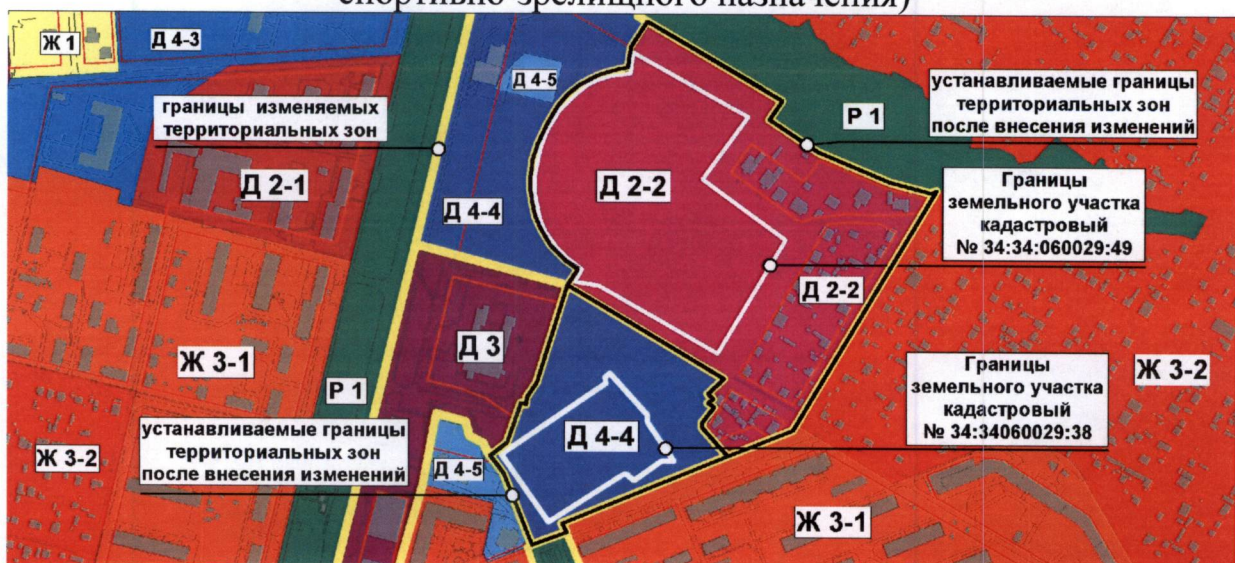 спортивно-зрелищного назначения)
Ж 1
Д 4-3
Д 4-5
границы изменяемых
территориальных зон
Р 1
устанавливаемые границы
территориальных зон
после внесения изменений
Д 2-1
Д 2-2
Д 4-4
Границы
земельного участка
кадастровый
№ 34:34:060029:49
Д 2-2
Д 3
Ж 3-1
Р 1
Границы
земельного участка
кадастровый
№ 34:34060029:38
Ж 3-2
устанавливаемые границы
территориальных зон
после внесения изменений
Д 4-4
Ж 3-2
Д 4-5
Ж 3-1